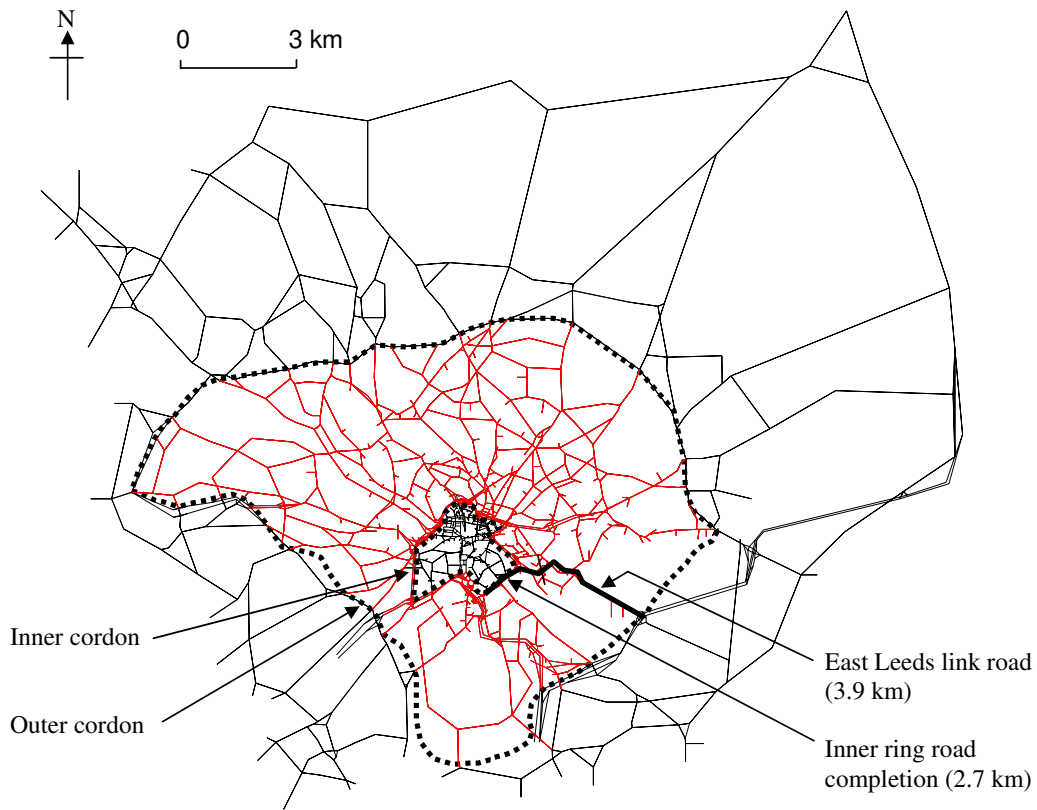 N
0 3 km
Inner cordon
Outer cordon
East Leeds link road
(3.9 km)
Inner ring road
completion (2.7 km)